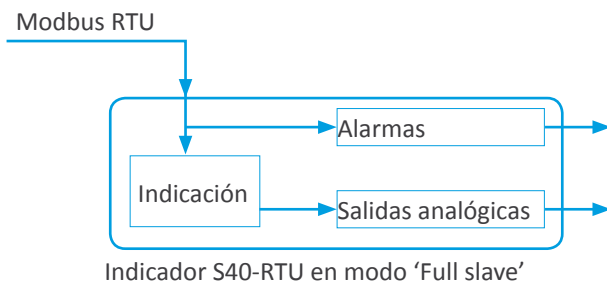 Modbus RTU
Alarmas
Indicación
Salidas analógicas
Indicador S40-RTU en modo ‘Full slave’